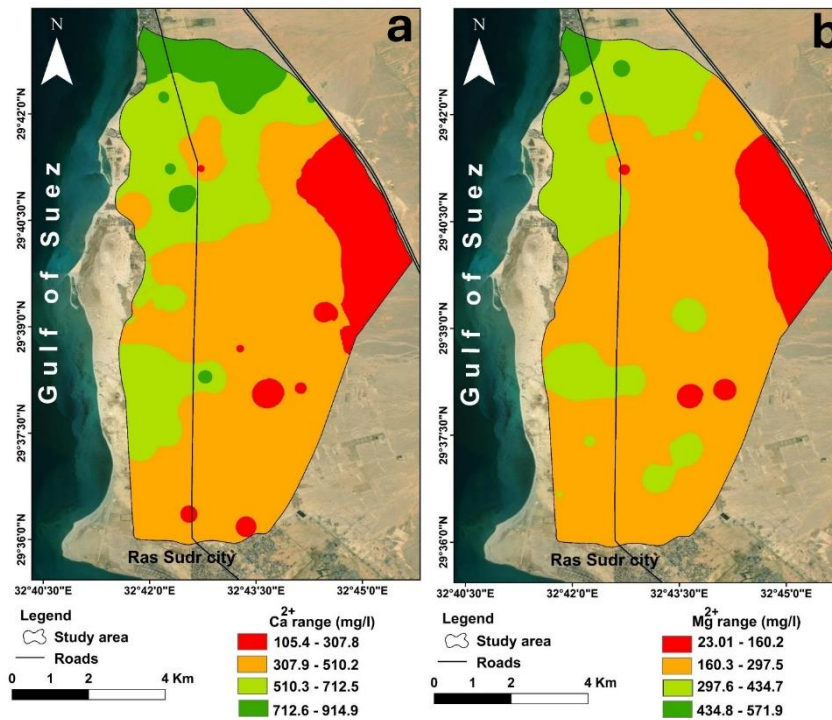 a
N
Gulf of Suez
29°42'0"N
29°40'30"N
29°39'0"N
29°37'30"N
29°36'0"N
Ras Sudr city
32°40'30"E
32°42'0"E
32°43'30"E
32°45'0"E
Legend
Study area
Roads
0 1 2 4 Km
Ca2+ range (mg/l)
105.4 - 307.8
307.9 - 510.2
510.3 - 712.5
712.6 - 914.9
b
N
Gulf of Suez
29°42'0"N
29°40'30"N
29°39'0"N
29°37'30"N
29°36'0"N
Ras Sudr city
32°40'30"E
32°42'0"E
32°43'30"E
32°45'0"E
Legend
Study area
Roads
0 1 2 4 Km
Mg2+ range (mg/l)
23.01 - 160.2
160.3 - 297.5
297.6 - 434.7
434.8 - 571.9